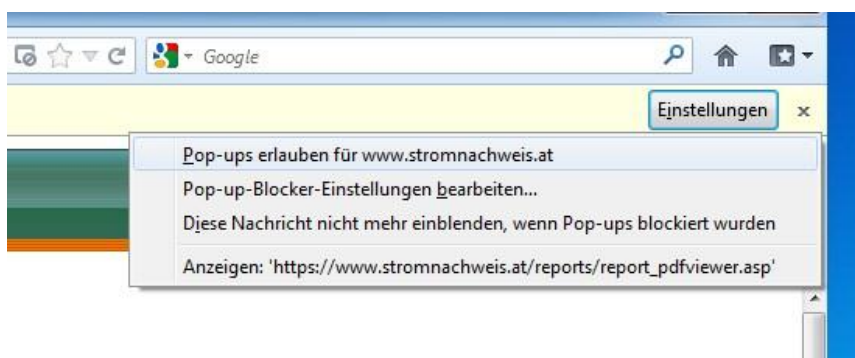 Google
Einstellungen
Pop-ups erlauben für www.stromnachweis.at
Pop-up-Blocker-Einstellungen bearbeiten...
Diese Nachricht nicht mehr einblenden, wenn Pop-ups blockiert wurden
Anzeigen: 'https://www.stromnachweis.at/reports/report_pdfviewer.asp'